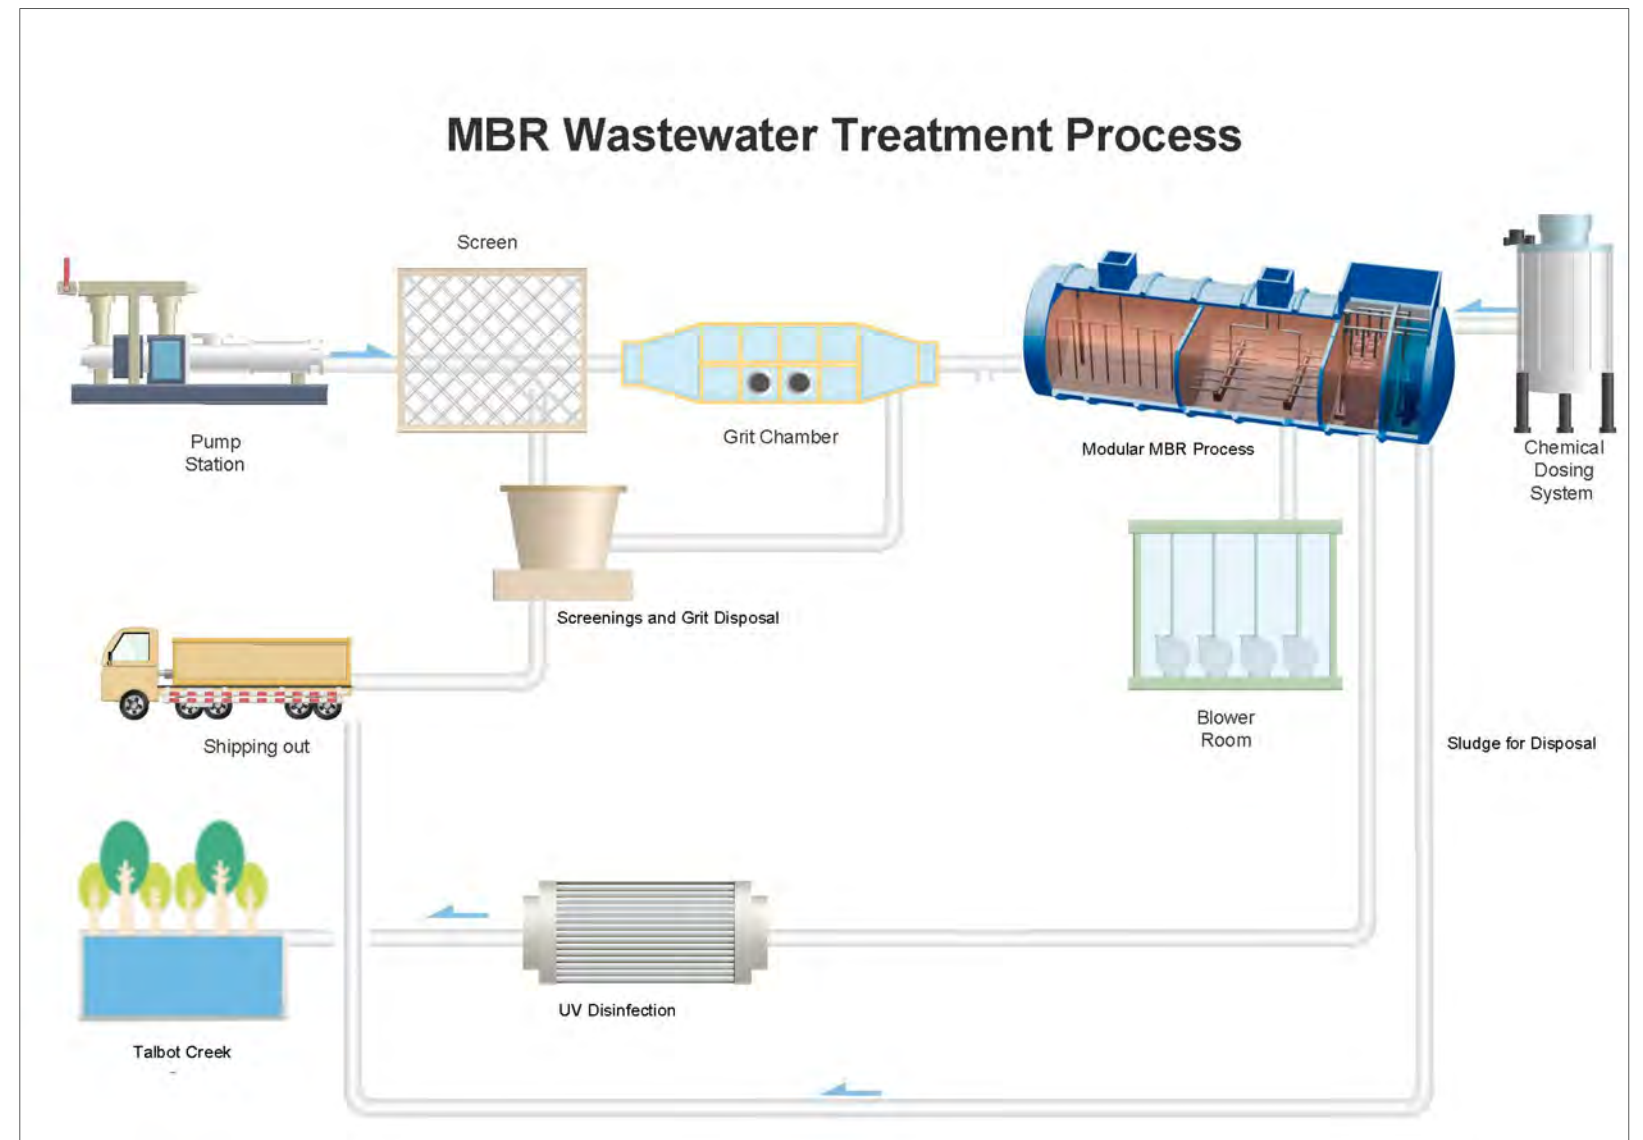 MBR Wastewater Treatment Process
Screen
Pump
Station
Grit Chamber
Modular MBR Process
Chemical
Dosing
System
Screenings and Grit Disposal
Shipping out
Blower
Room
Sludge for Disposal
UV Disinfection
Talbot Creek